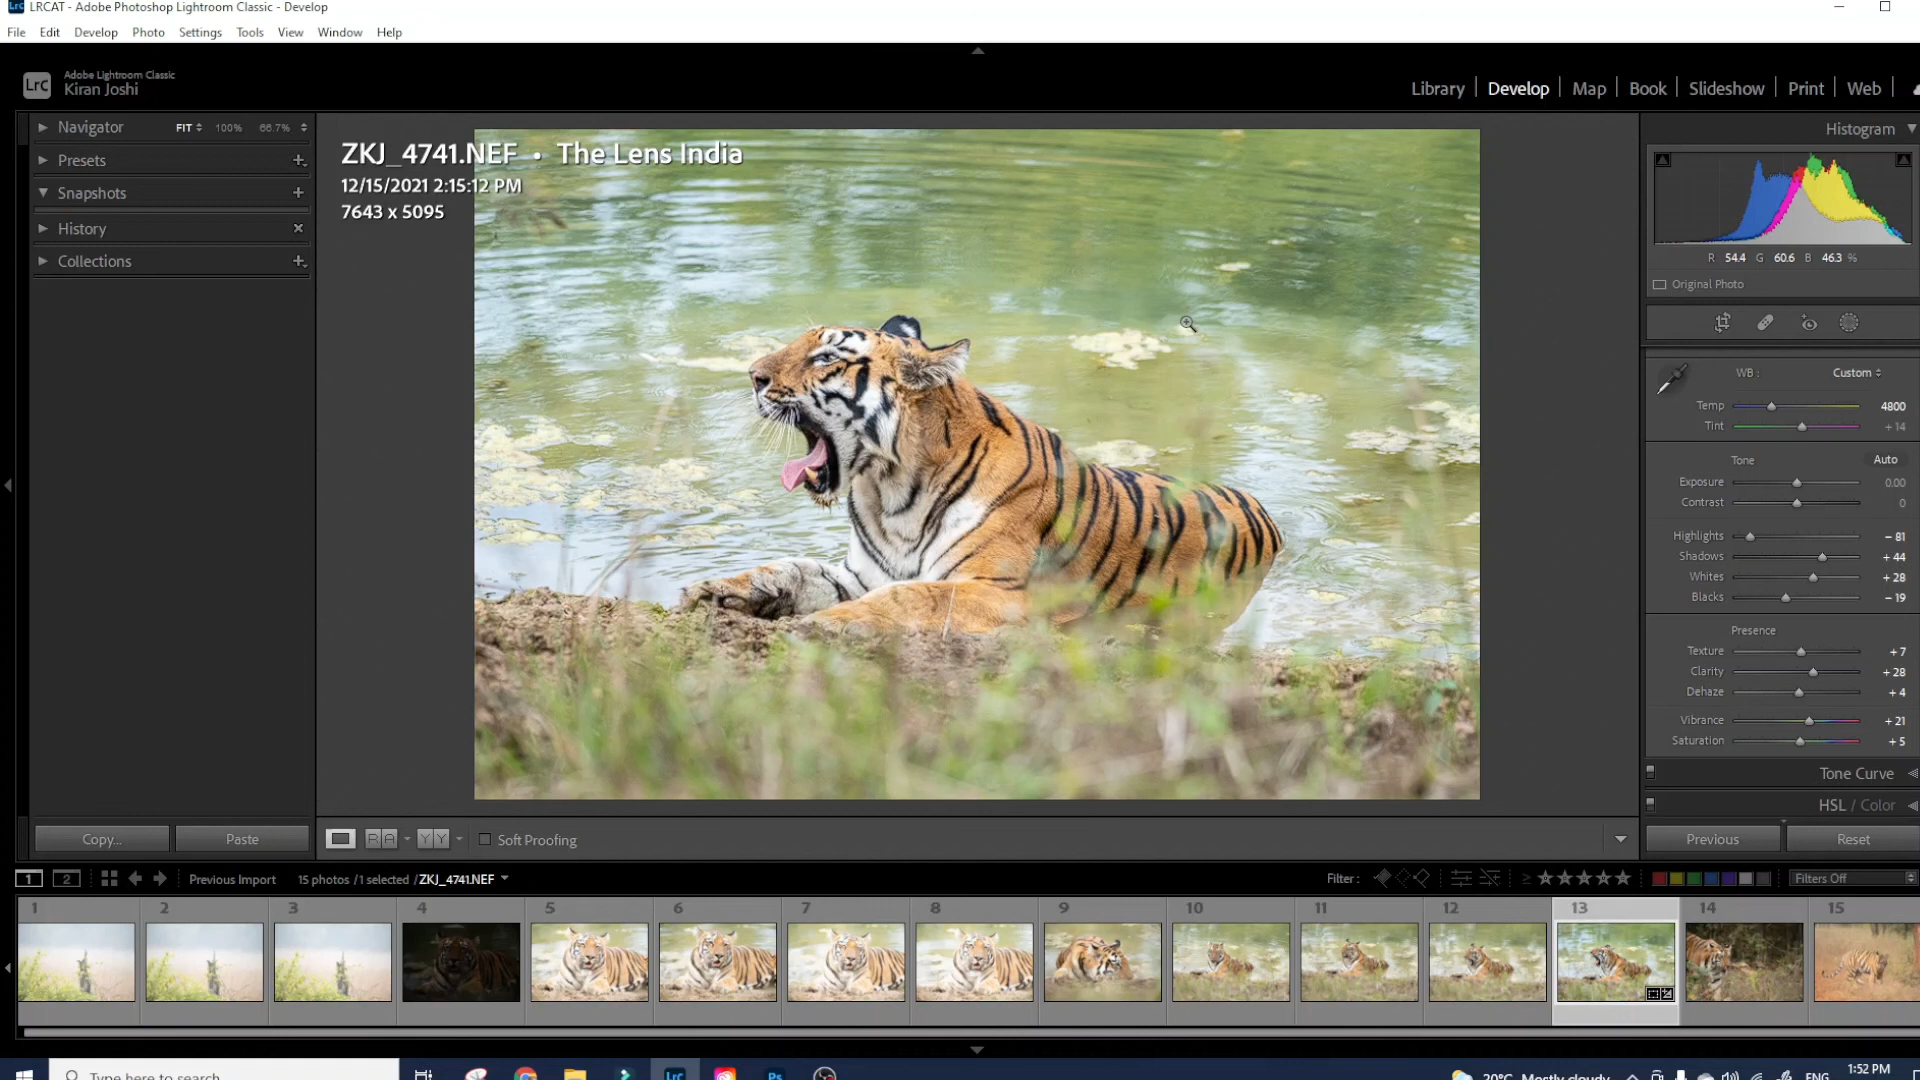 LRCAT - Adobe Photoshop Lightroom Classic - Develop
File Edit Develop Photo Settings Tools View Window Help
LrC
Adobe Lightroom Classic
Kiran Joshi
Library | Develop | Map | Book | Slideshow | Print | Web |
Navigator FIT 100% 66.7%
Presets
Snapshots
History
Collections
ZKJ_4741.NEF • The Lens India
12/15/2021 2:15:12 PM
7643 x 5095
Histogram
R 54.4 G 60.6 B 46.3 %
Original Photo
WB : Custom
Temp 4800
Tint + 14
Tone Auto
Exposure 0.00
Contrast 0
Highlights - 81
Shadows + 44
Whites + 28
Blacks - 19
Presence
Texture + 7
Clarity + 28
Dehaze + 4
Vibrance + 21
Saturation + 5
Tone Curve
HSL / Color
Copy... Paste
R A Y Y Soft Proofing
Previous Reset
1 2 Previous Import 15 photos / 1 selected / ZKJ_4741.NEF
Filter : ≥ Filters Off
1 2 3 4 5 6 7 8 9 10 11 12 13 14 15
Type here to search
LrC Ps
20°C Mostly cloudy ENG 1:52 PM